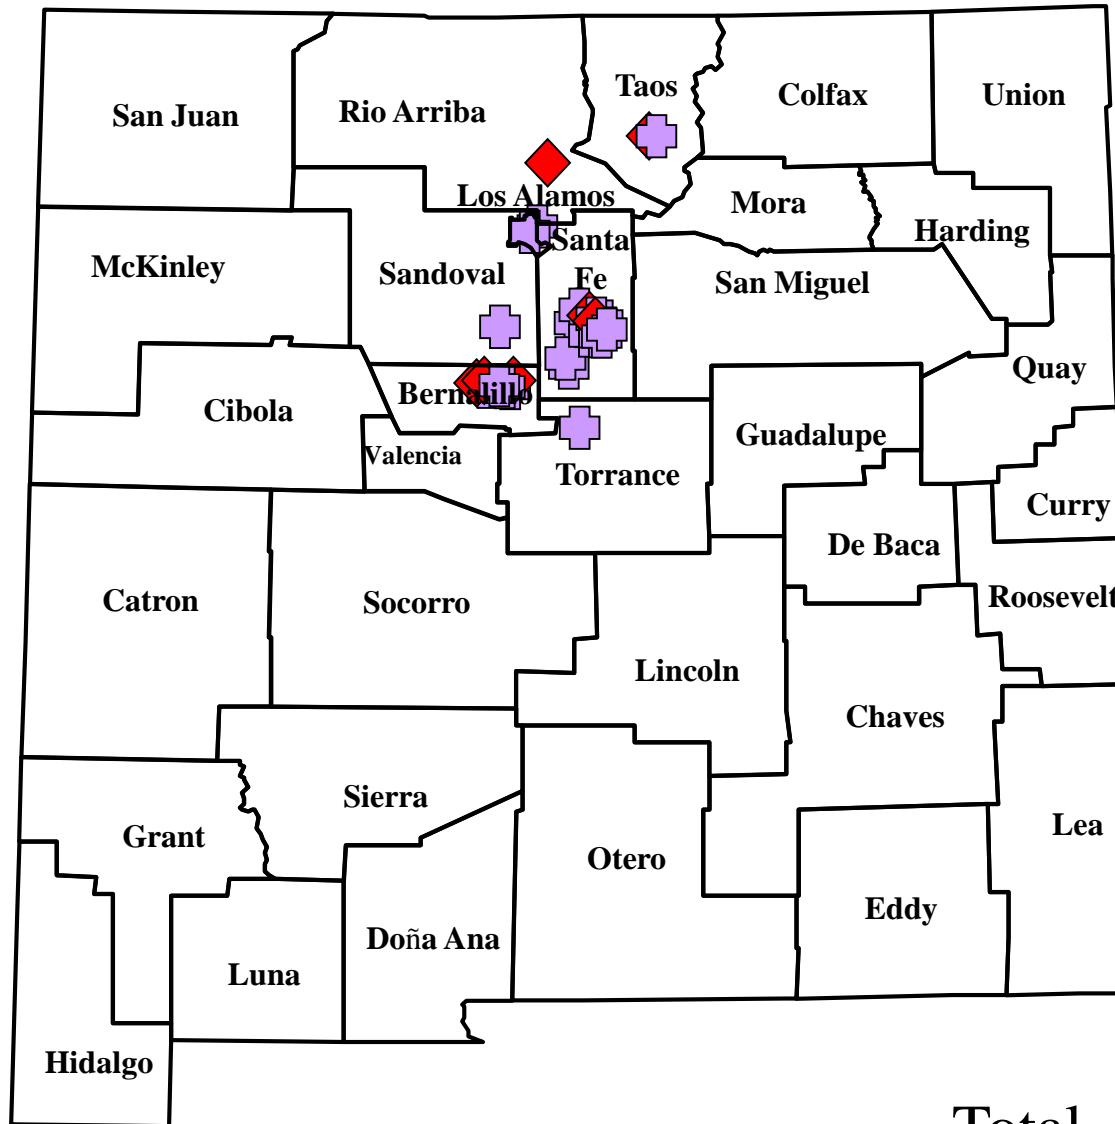 Taos
Colfax
Union
San Juan
Rio Arriba
Los Alamos
Mora
Harding
Santa
Fe
McKinley
Sandoval
San Miguel
Quay
Bernalillo
Cibola
Guadalupe
Valencia
Torrance
Curry
De Baca
Catron
Socorro
Roosevelt
Lincoln
Chaves
Sierra
Grant
Lea
Otero
Eddy
Doña Ana
Luna
Hidalgo
Total